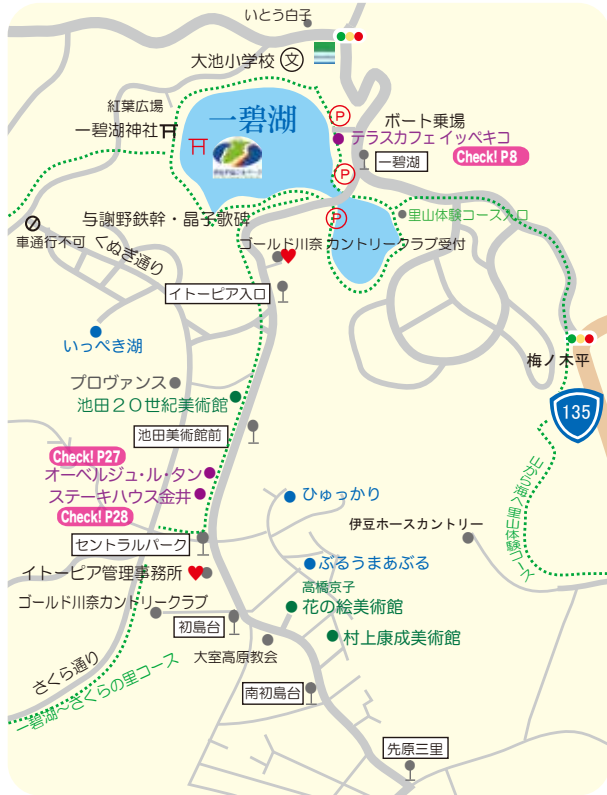 いとう白子
大池小学校
文
紅葉広場
一碧湖神社
一碧湖
P
ボート乗場
テラスカフェ イッペキコ
一碧湖
Check! P8
P
与謝野鉄幹・晶子歌碑
P
里山体験コース入口
車通行不可
くぬぎ通り
ゴールド川奈 カントリークラブ受付
イトーピア入口
いっぺき湖
梅ノ木平
プロヴァンス
池田20世紀美術館
135
池田美術館前
Check! P27
オーベルジュ・ル・タン
ステーキハウス金井
Check! P28
ひゅっかり
伊豆ホースカントリー
山から海へ里山体験コース
セントラルパーク
イトーピア管理事務所
ぶるうまあぶる
高橋京子
花の絵美術館
ゴールド川奈カントリークラブ
初島台
村上康成美術館
大室高原教会
さくら通り
一碧湖〜さくらの里コース
南初島台
先原三里